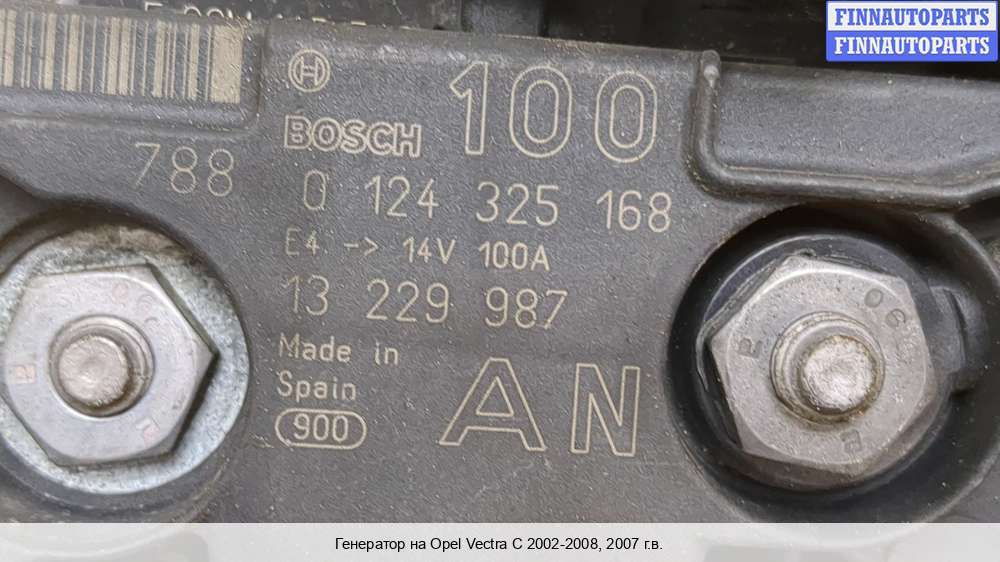 FINNAUTOPARTS
FINNAUTOPARTS
BOSCH 100
788
0 124 325 168
E4 -> 14V 100A
13 229 987
Made in
Spain
900
AN
Генератор на Opel Vectra C 2002-2008, 2007 г.в.